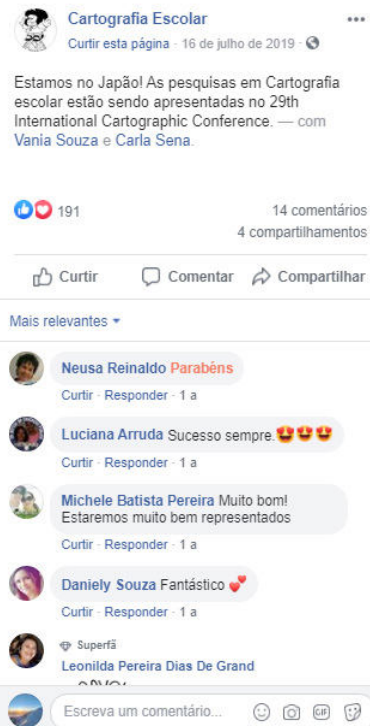 Cartografia Escolar
Curtir esta página · 16 de julho de 2019 ·
Estamos no Japão! As pesquisas em Cartografia
escolar estão sendo apresentadas no 29th
International Cartographic Conference. — com
Vania Souza e Carla Sena.
191
14 comentários
4 compartilhamentos
Curtir Comentar Compartilhar
Mais relevantes
Neusa Reinaldo Parabéns
Curtir · Responder · 1 a
Luciana Arruda Sucesso sempre.😍😍😍
Curtir · Responder · 1 a
Michele Batista Pereira Muito bom!
Estaremos muito bem representados
Curtir · Responder · 1 a
Daniely Souza Fantástico 💕
Curtir · Responder · 1 a
Superfã
Leonilda Pereira Dias De Grand
Escreva um comentário...
GIF